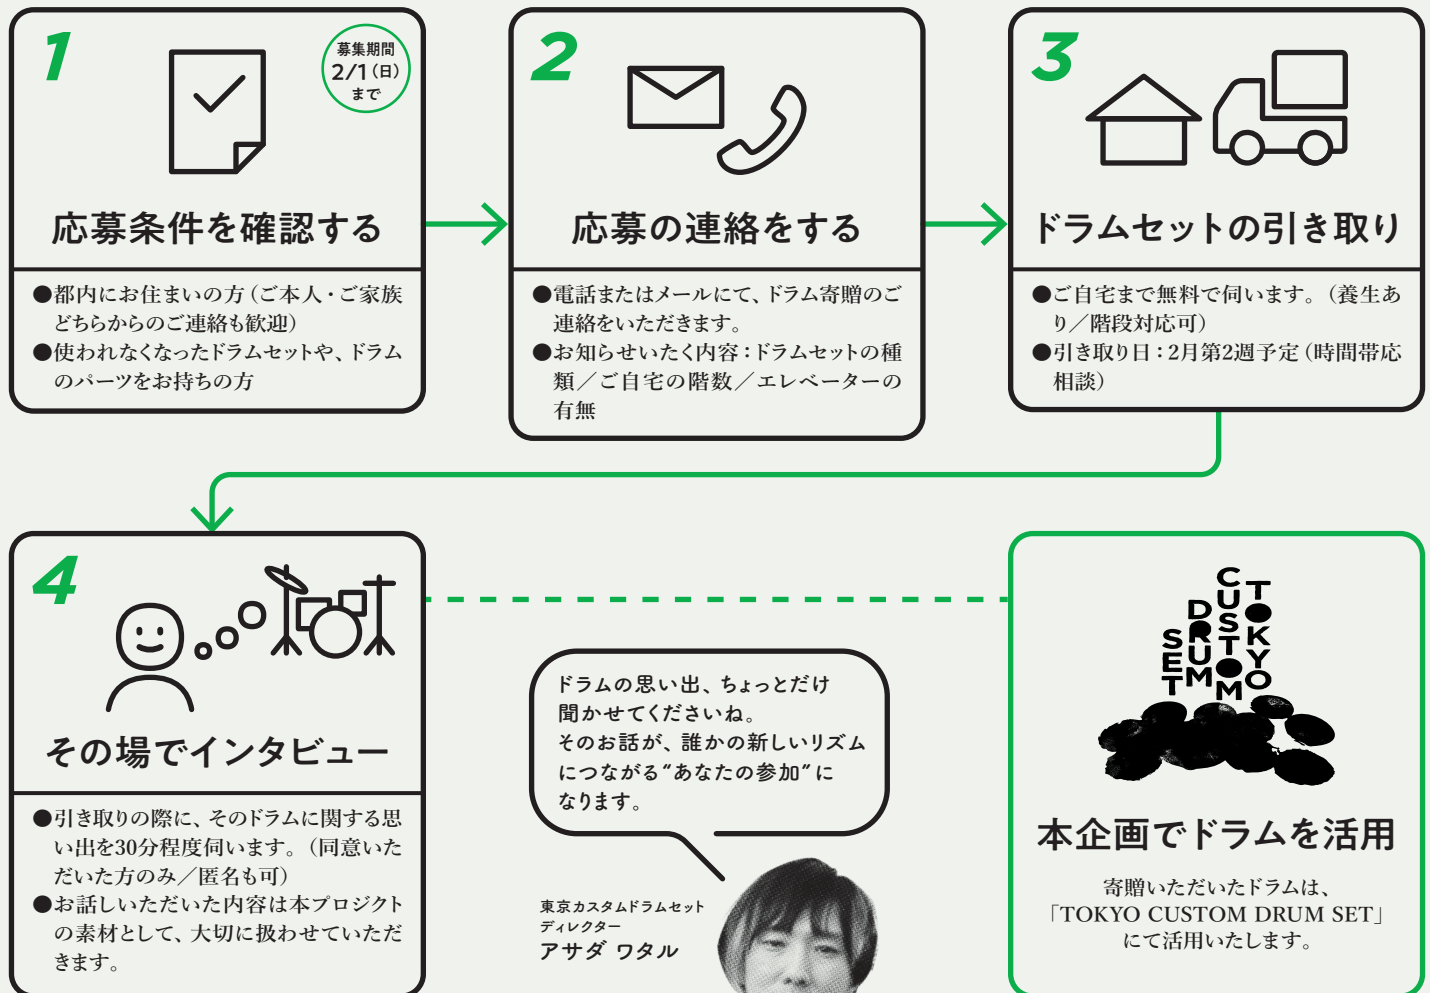 1
募集期間
2/1(日)
まで
応募条件を確認する
●都内にお住まいの方（ご本人・ご家族
どちらからのご連絡も歓迎）
●使われなくなったドラムセットや、ドラム
のパーツをお持ちの方
2
応募の連絡をする
●電話またはメールにて、ドラム寄贈のご
連絡をいただきます。
●お知らせいたく内容：ドラムセットの種
類／ご自宅の階数／エレベーターの
有無
3
ドラムセットの引き取り
●ご自宅まで無料で伺います。（養生あ
り／階段対応可）
●引き取り日：2月第2週予定（時間帯応
相談）
4
その場でインタビュー
●引き取りの際に、そのドラムに関する思
い出を30分程度伺います。（同意いた
だいた方のみ／匿名も可）
●お話しいただいた内容は本プロジェクト
の素材として、大切に扱わせていただ
きます。
ドラムの思い出、ちょっとだけ
聞かせてくださいね。
そのお話が、誰かの新しいリズム
につながる“あなたの参加”に
なります。
東京カスタムドラムセット
ディレクター
アサダ ワタル
TOKYO
CUSTOM
DRUM
SET
本企画でドラムを活用
寄贈いただいたドラムは、
「TOKYO CUSTOM DRUM SET」
にて活用いたします。